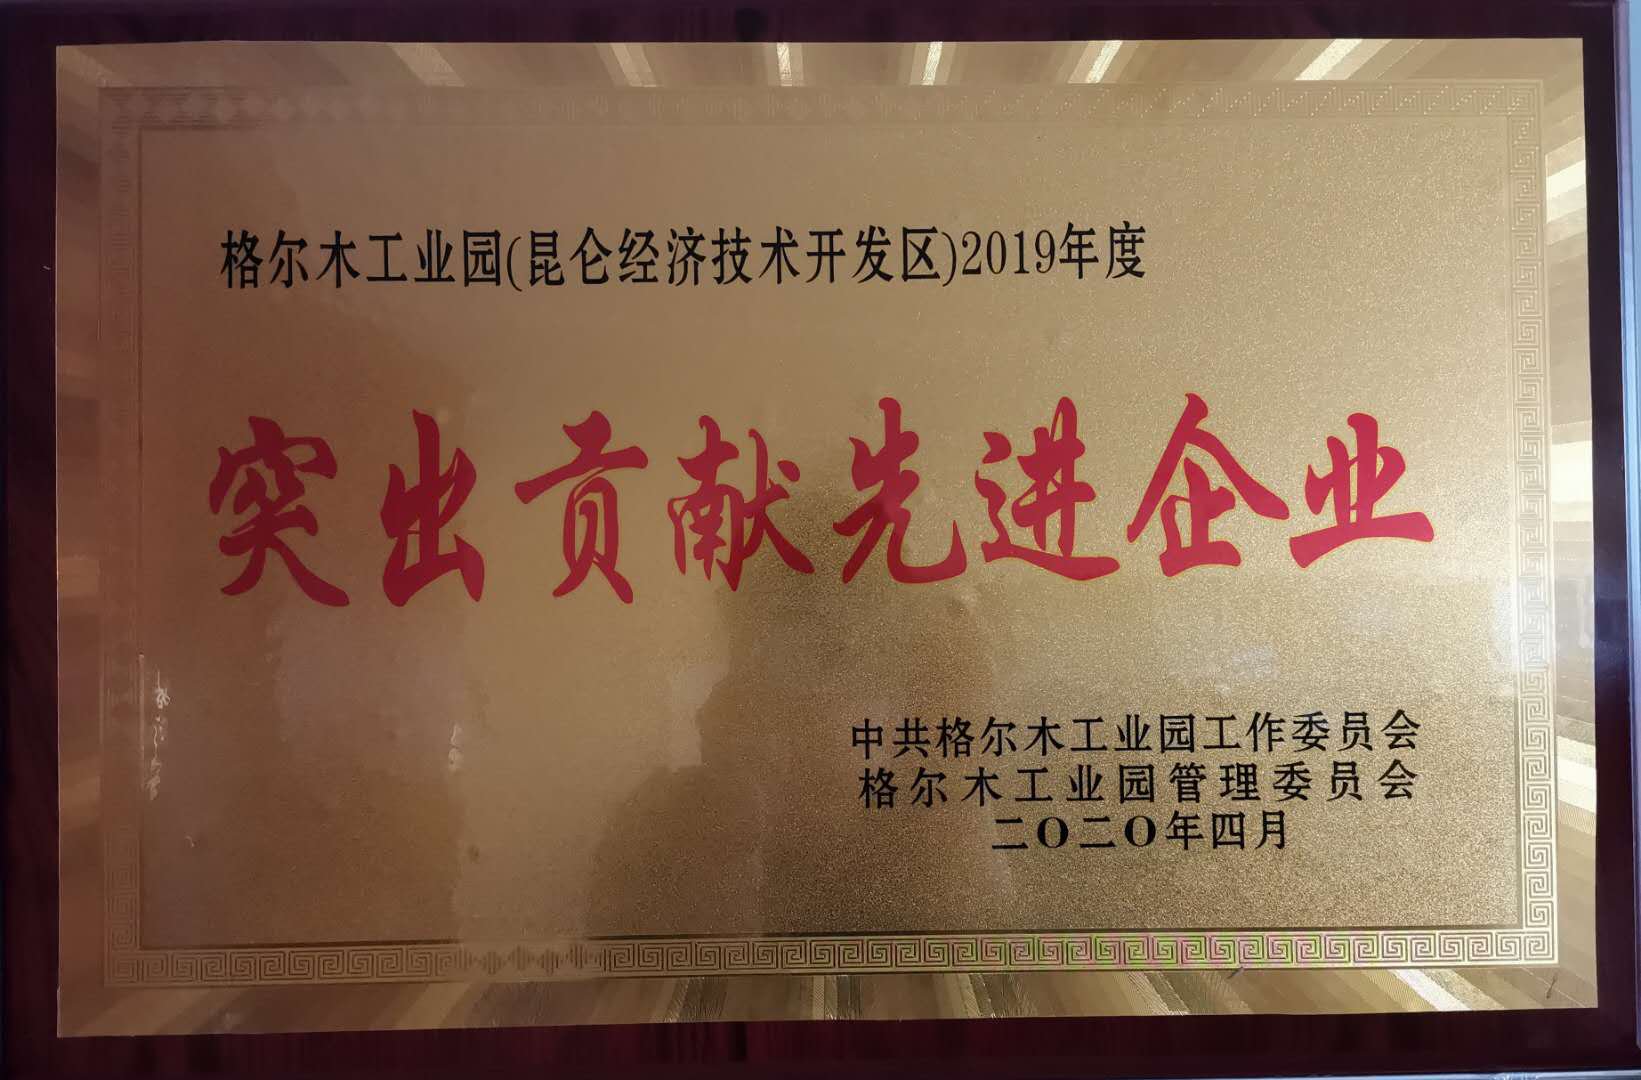 格尔木工业园(昆仑经济技术开发区)2019年度
突出贡献先进企业
中共格尔木工业园工作委员会
格尔木工业园管理委员会
二〇二〇年四月